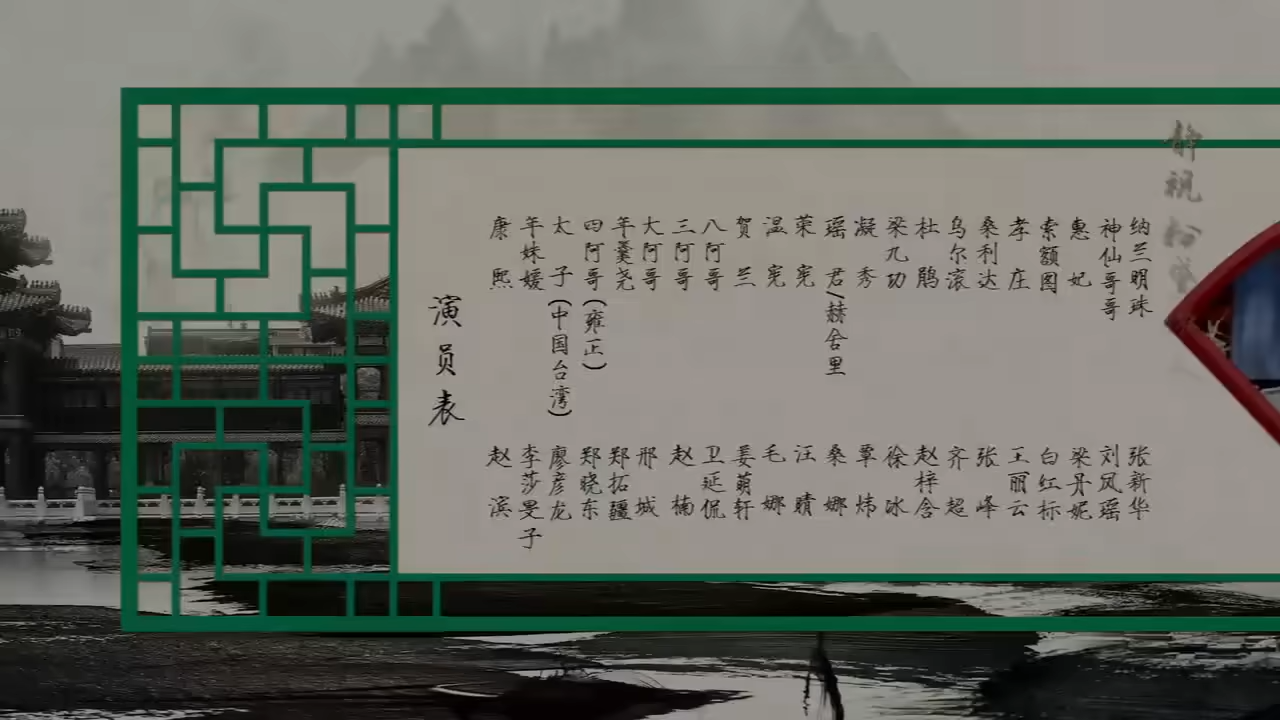 演员表
康熙 赵滨
年妹媛 李莎旻子
太子(中国台湾) 廖彦龙
四阿哥(雍正) 郑晓东
年羹尧 郑拓疆
大阿哥 邢城
三阿哥 赵楠
八阿哥 卫延侃
贺兰 姜萌轩
温宪 毛娜
荣宪 汪晴
瑶君/赫舍里 桑娜
凝秀 覃炜
梁九功 徐冰
杜鹃 赵梓含
乌尔滚 齐超
桑利达 张峰
孝庄 王丽云
索额图 白红标
惠妃 梁丹妮
神仙哥哥 刘风瑶
纳兰明珠 张新华